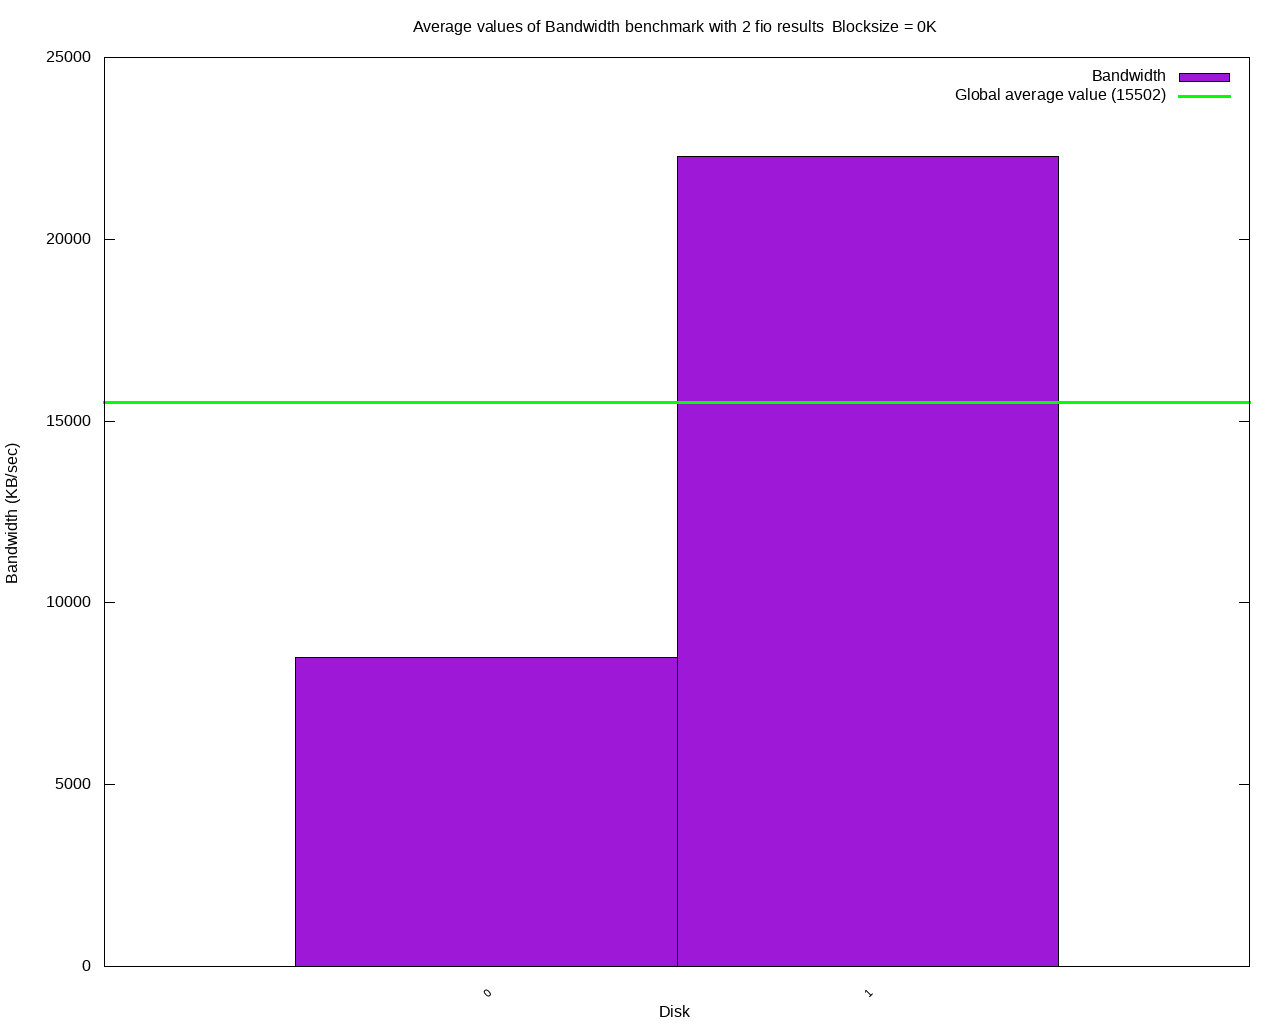 Average values of Bandwidth benchmark with 2 fio results  Blocksize = 0K
25000
20000
15000
10000
5000
0
Bandwidth
Global average value (15502)
Bandwidth (KB/sec)
0
1
Disk